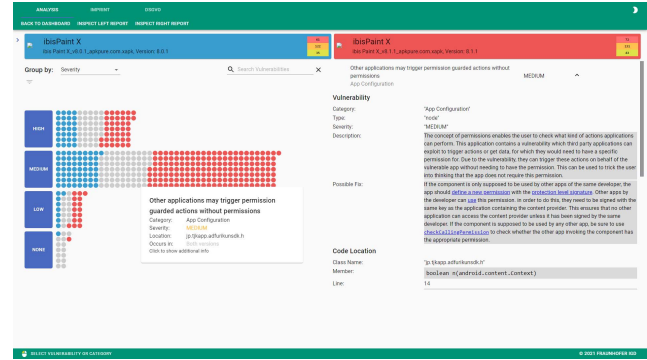 ANALYSIS
IMPRINT
DSGVO
BACK TO DASHBOARD
INSPECT LEFT REPORT
INSPECT RIGHT REPORT
ibisPaint X
Ibis Paint X_v8.0.1_apkpure.com.xapk, Version: 8.0.1
ibisPaint X
Ibis Paint X_v8.1.1_apkpure.com.xapk, Version: 8.1.1
Group by:
Severity
Search Vulnerabilities
HIGH
MEDIUM
LOW
NONE
Other applications may trigger permission
guarded actions without permissions
Category: App Configuration
Severity: MEDIUM
Location: jp.tjkapp.adfurikunsdk.h
Occurs in: Both versions
Click to show additional info
Other applications may trigger permission guarded actions without
permissions
MEDIUM
App Configuration
Vulnerability
Category: "App Configuration"
Type: "node"
Severity: "MEDIUM"
Description: The concept of permissions enables the user to check what kind of actions applications
can perform. This application contains a vulnerability which third party applications can
exploit to trigger actions or get data, for which they would need to have a specific
permission for. Due to the vulnerability, they can trigger these actions on behalf of the
vulnerable app without needing to have the permission. This can be used to trick the user
into thinking that the app does not require this permission.
Possible Fix: If the component is only supposed to be used by other apps of the same developer, the
app should define a new permission with the protection level signature. Other apps by
the developer can use this permission. In order to do this, they need to be signed with the
same key as the application containing the content provider. This ensures that no other
application can access the content provider unless it has been signed by the same
developer. If the component is supposed to be used by any other app, be sure to use
checkCallingPermission to check whether the other app invoking the component has
the appropriate permission.
Code Location
Class Name: "jp.tjkapp.adfurikunsdk.h"
Member: boolean n(android.content.Context)
Line: 14
SELECT VULNERABILITY OR CATEGORY
© 2021 FRAUNHOFER IGD